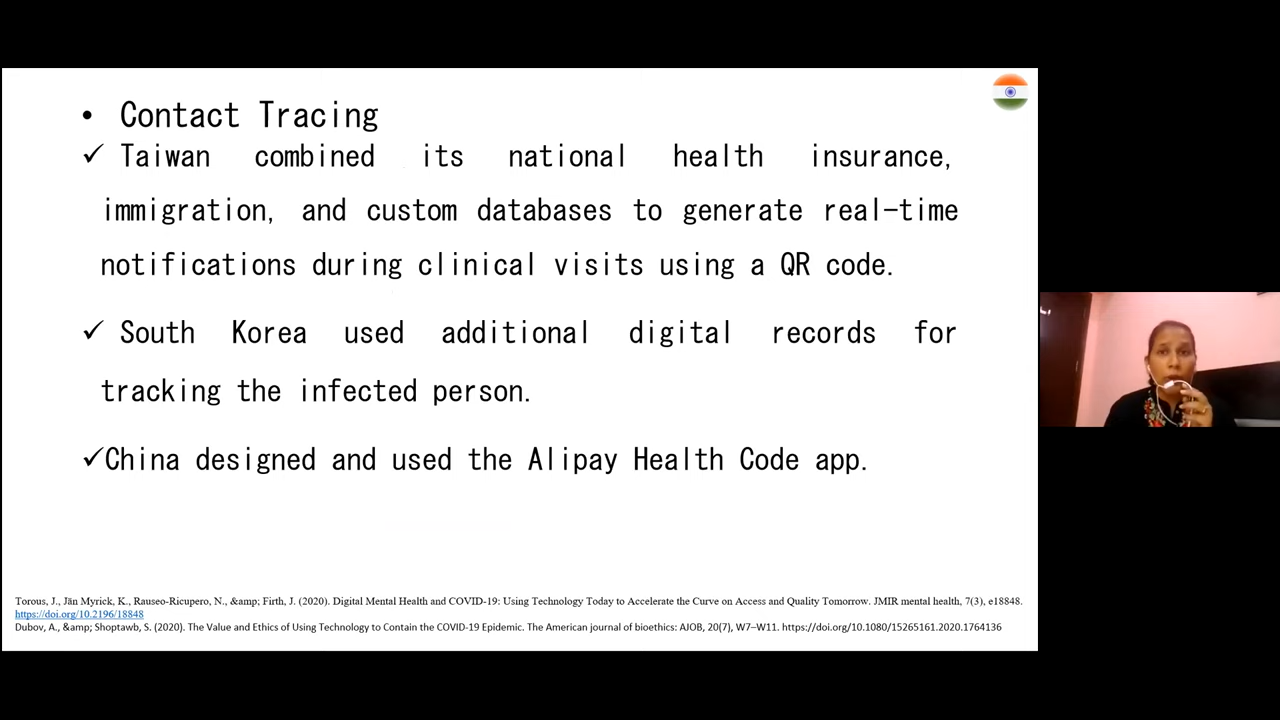 • Contact Tracing
✓ Taiwan combined its national health insurance,
immigration, and custom databases to generate real-time
notifications during clinical visits using a QR code.
✓ South Korea used additional digital records for
tracking the infected person.
✓China designed and used the Alipay Health Code app.
Torous, J., Jän Myrick, K., Rauseo-Ricupero, N., &amp; Firth, J. (2020). Digital Mental Health and COVID-19: Using Technology Today to Accelerate the Curve on Access and Quality Tomorrow. JMIR mental health, 7(3), e18848.
https://doi.org/10.2196/18848
Dubov, A., &amp; Shoptawb, S. (2020). The Value and Ethics of Using Technology to Contain the COVID-19 Epidemic. The American journal of bioethics: AJOB, 20(7), W7–W11. https://doi.org/10.1080/15265161.2020.1764136